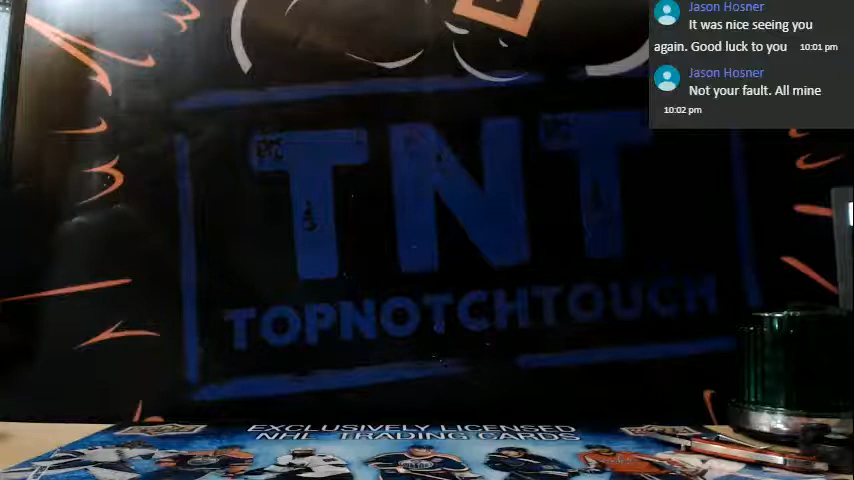 Jason Hosner
It was nice seeing you
again. Good luck to you 10:01 pm
Jason Hosner
Not your fault. All mine
10:02 pm
TNT
TOPNOTCHTOUCH
EXCLUSIVELY LICENSED
NHL TRADING CARDS